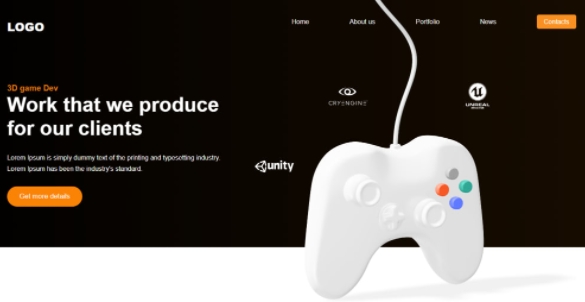 LOGO
Home
About us
Portfolio
News
Contacts
3D game Dev
Work that we produce
for our clients
Lorem Ipsum is simply dummy text of the printing and typesetting industry.
Lorem Ipsum has been the industry's standard.
Get more details
CRYENGINE
UNREAL
unity